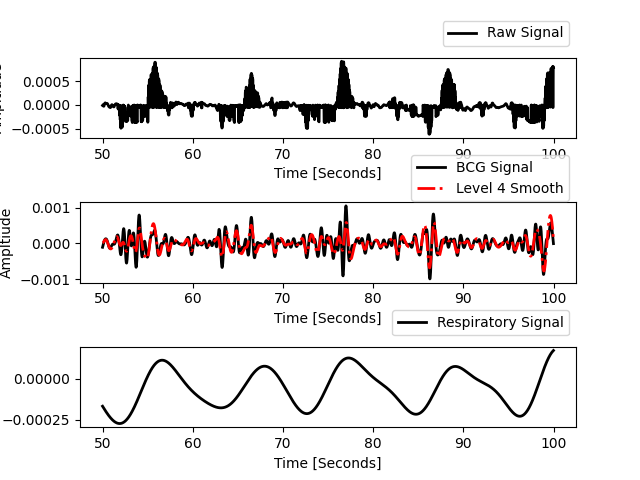 Raw Signal
0.0005
0.0000
−0.0005
50 60 70 80 90 100
Time [Seconds]
BCG Signal
Level 4 Smooth
0.001
0.000
−0.001
Amplitiude
50 60 70 80 90 100
Time [Seconds]
Respiratory Signal
0.00000
−0.00025
50 60 70 80 90 100
Time [Seconds]